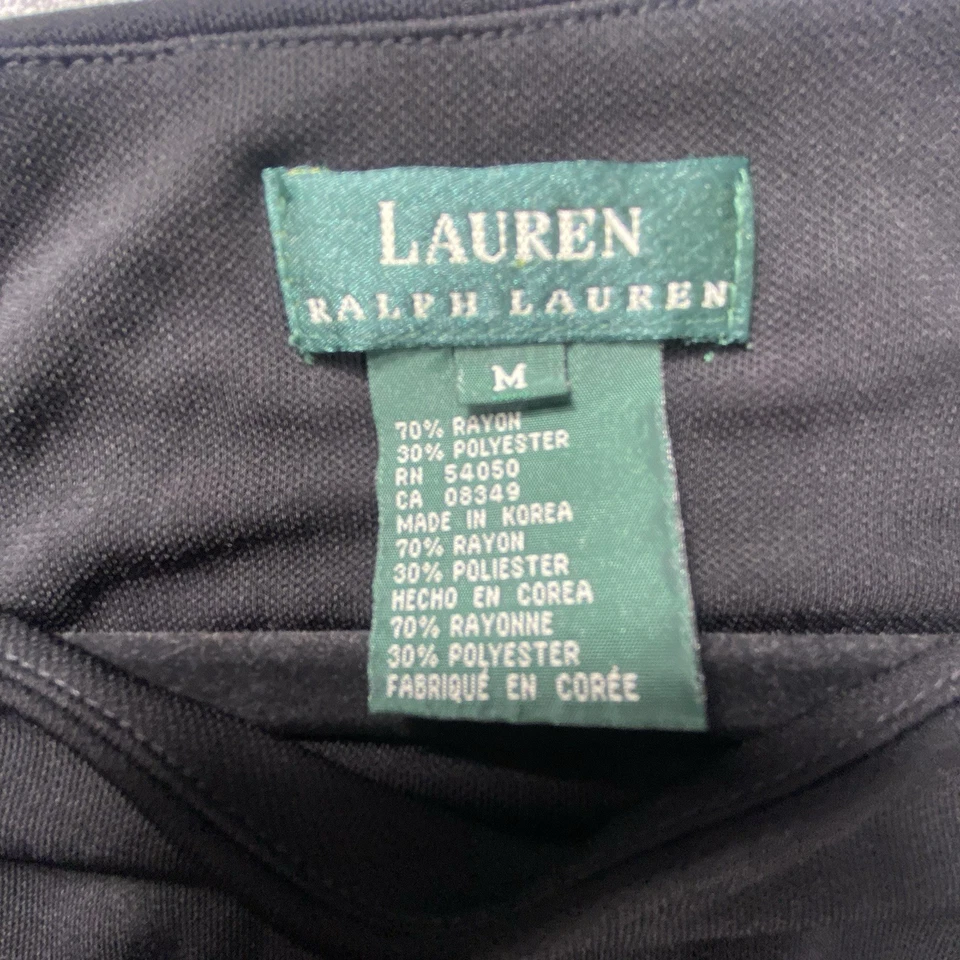 LAUREN
RALPH LAUREN
M
70% RAYON
30% POLYESTER
RN 54050
CA 08349
MADE IN KOREA
70% RAYON
30% POLIESTER
HECHO EN COREA
70% RAYONNE
30% POLYESTER
FABRIQUÉ EN CORÉE